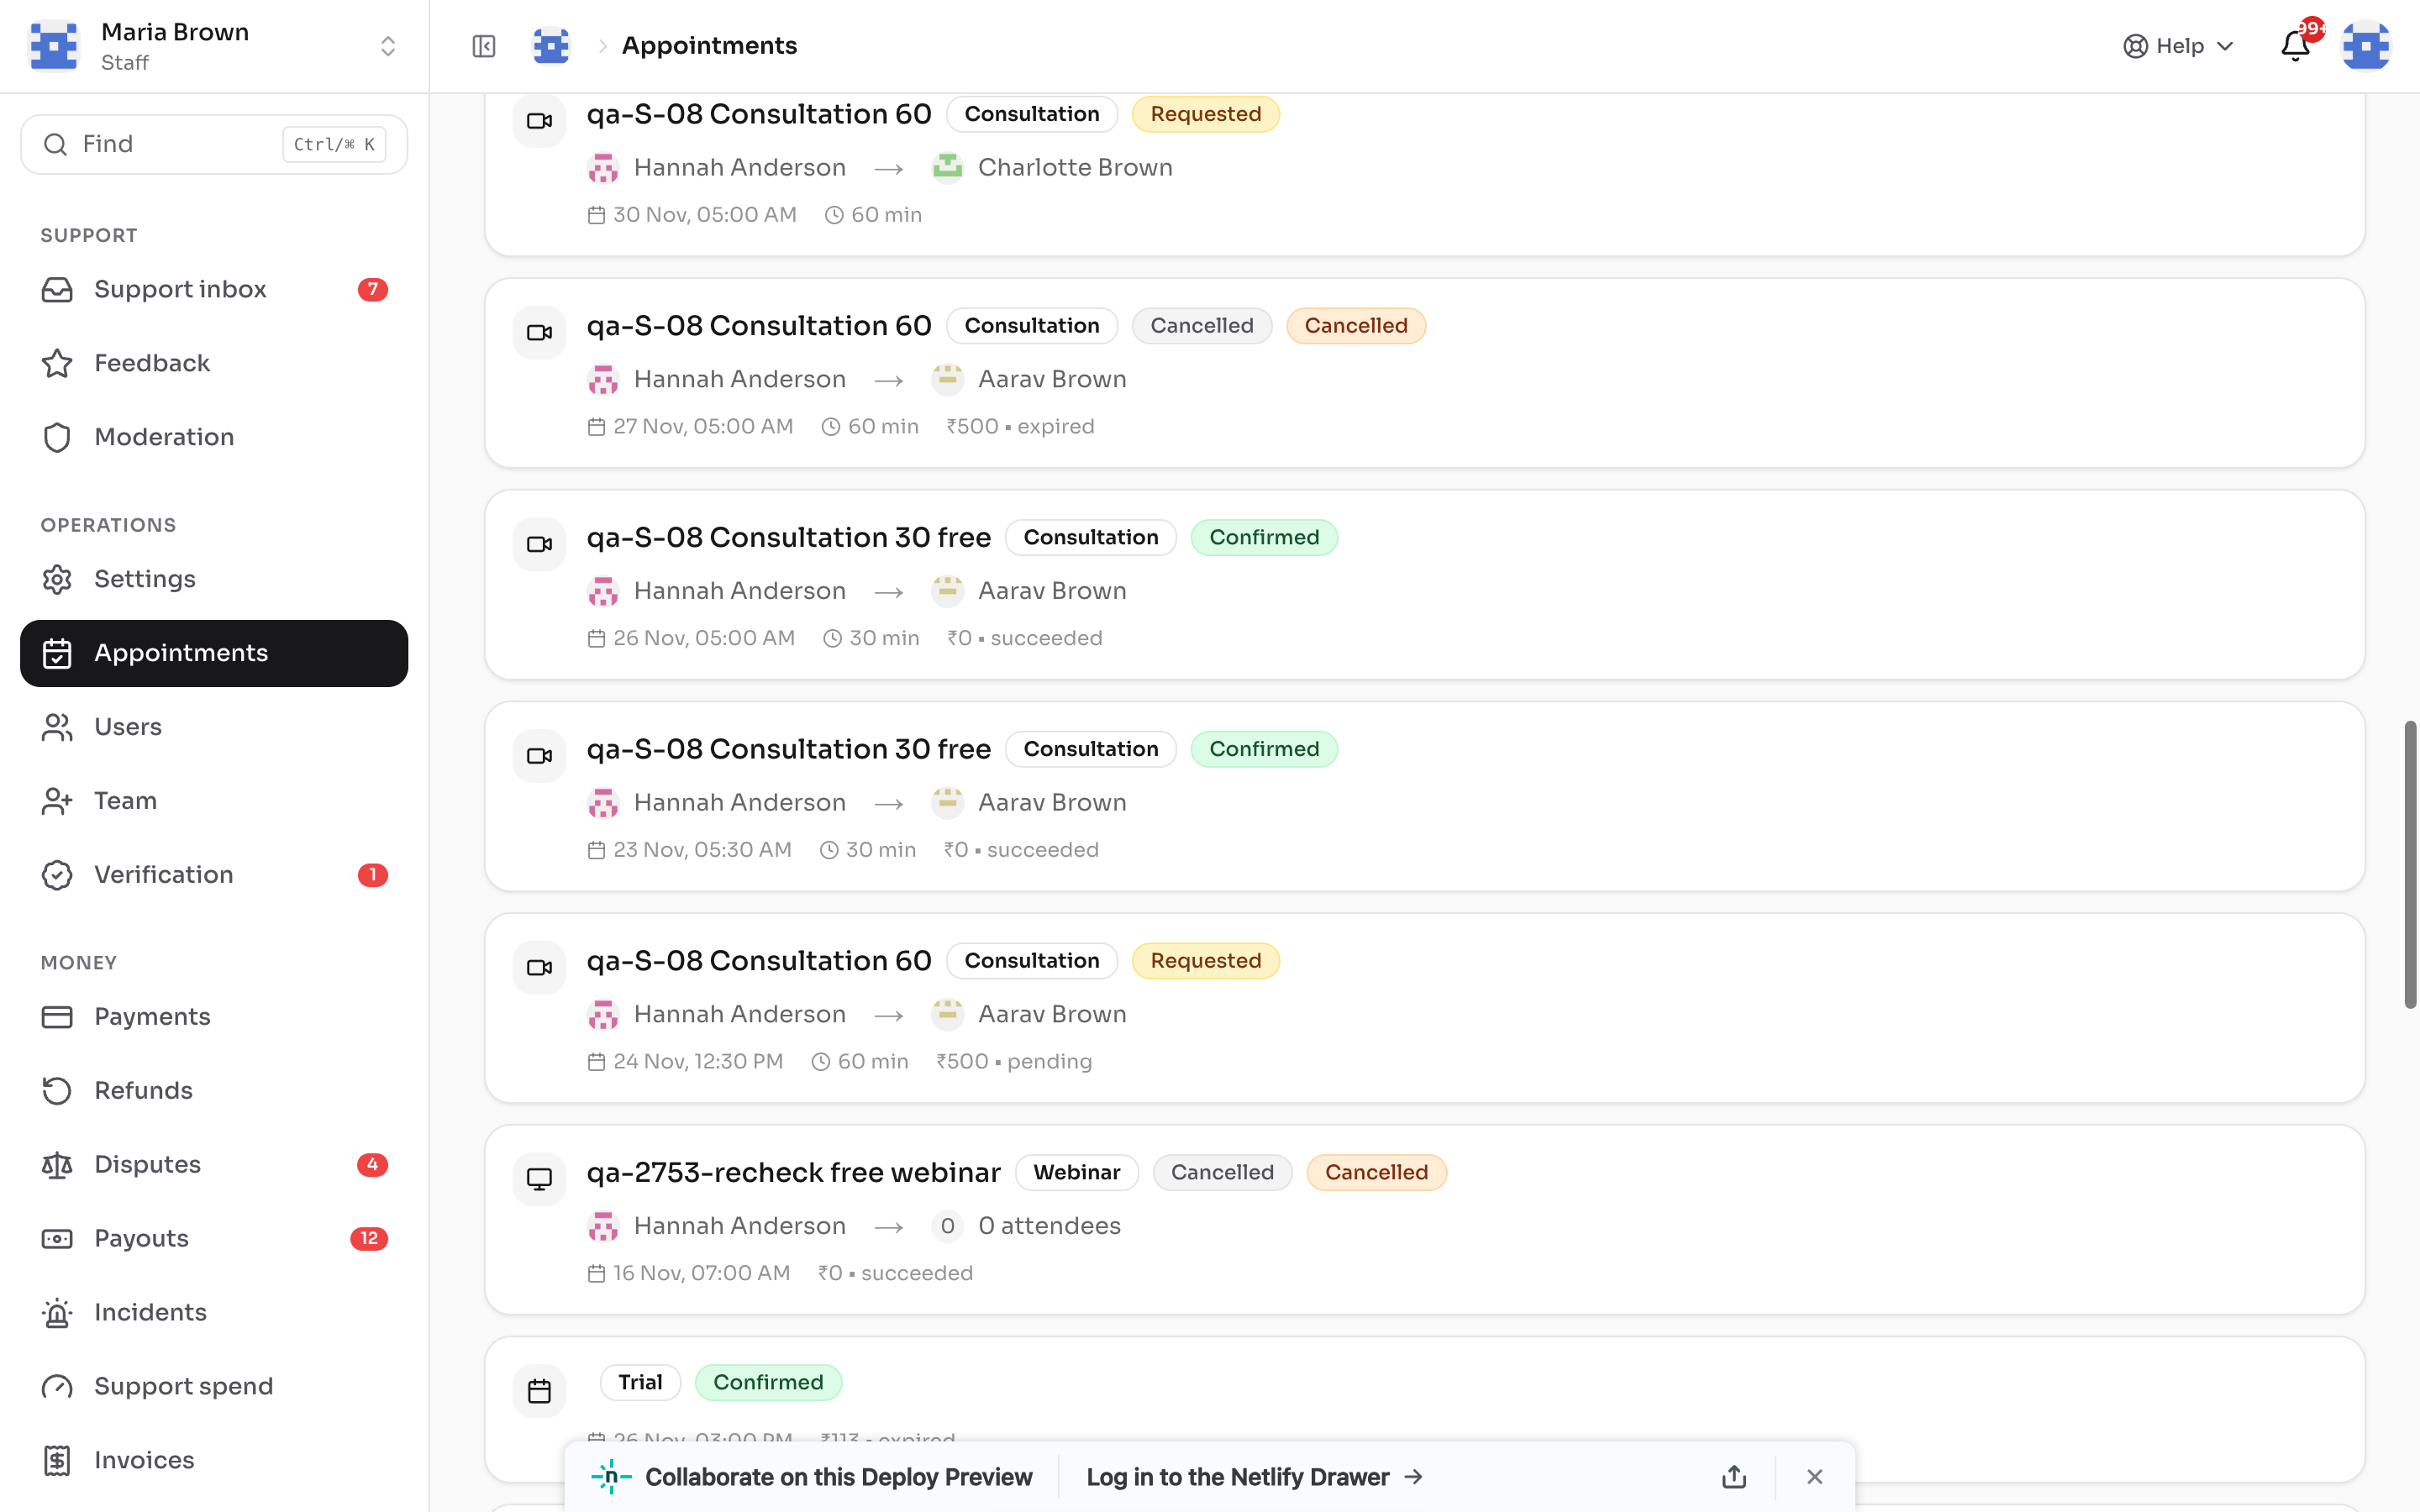 Maria Brown
Staff
Appointments
Help
99+
Find
Ctrl/⌘ K
SUPPORT
Support inbox 7
Feedback
Moderation
OPERATIONS
Settings
Appointments
Users
Team
Verification 1
MONEY
Payments
Refunds
Disputes 4
Payouts 12
Incidents
Support spend
Invoices
qa-S-08 Consultation 60 Consultation Requested
Hannah Anderson → Charlotte Brown
30 Nov, 05:00 AM 60 min
qa-S-08 Consultation 60 Consultation Cancelled Cancelled
Hannah Anderson → Aarav Brown
27 Nov, 05:00 AM 60 min ₹500 • expired
qa-S-08 Consultation 30 free Consultation Confirmed
Hannah Anderson → Aarav Brown
26 Nov, 05:00 AM 30 min ₹0 • succeeded
qa-S-08 Consultation 30 free Consultation Confirmed
Hannah Anderson → Aarav Brown
23 Nov, 05:30 AM 30 min ₹0 • succeeded
qa-S-08 Consultation 60 Consultation Requested
Hannah Anderson → Aarav Brown
24 Nov, 12:30 PM 60 min ₹500 • pending
qa-2753-recheck free webinar Webinar Cancelled Cancelled
Hannah Anderson → 0 0 attendees
16 Nov, 07:00 AM ₹0 • succeeded
Trial Confirmed
26 Nov, 03:00 PM ₹113 • expired
Collaborate on this Deploy Preview Log in to the Netlify Drawer →